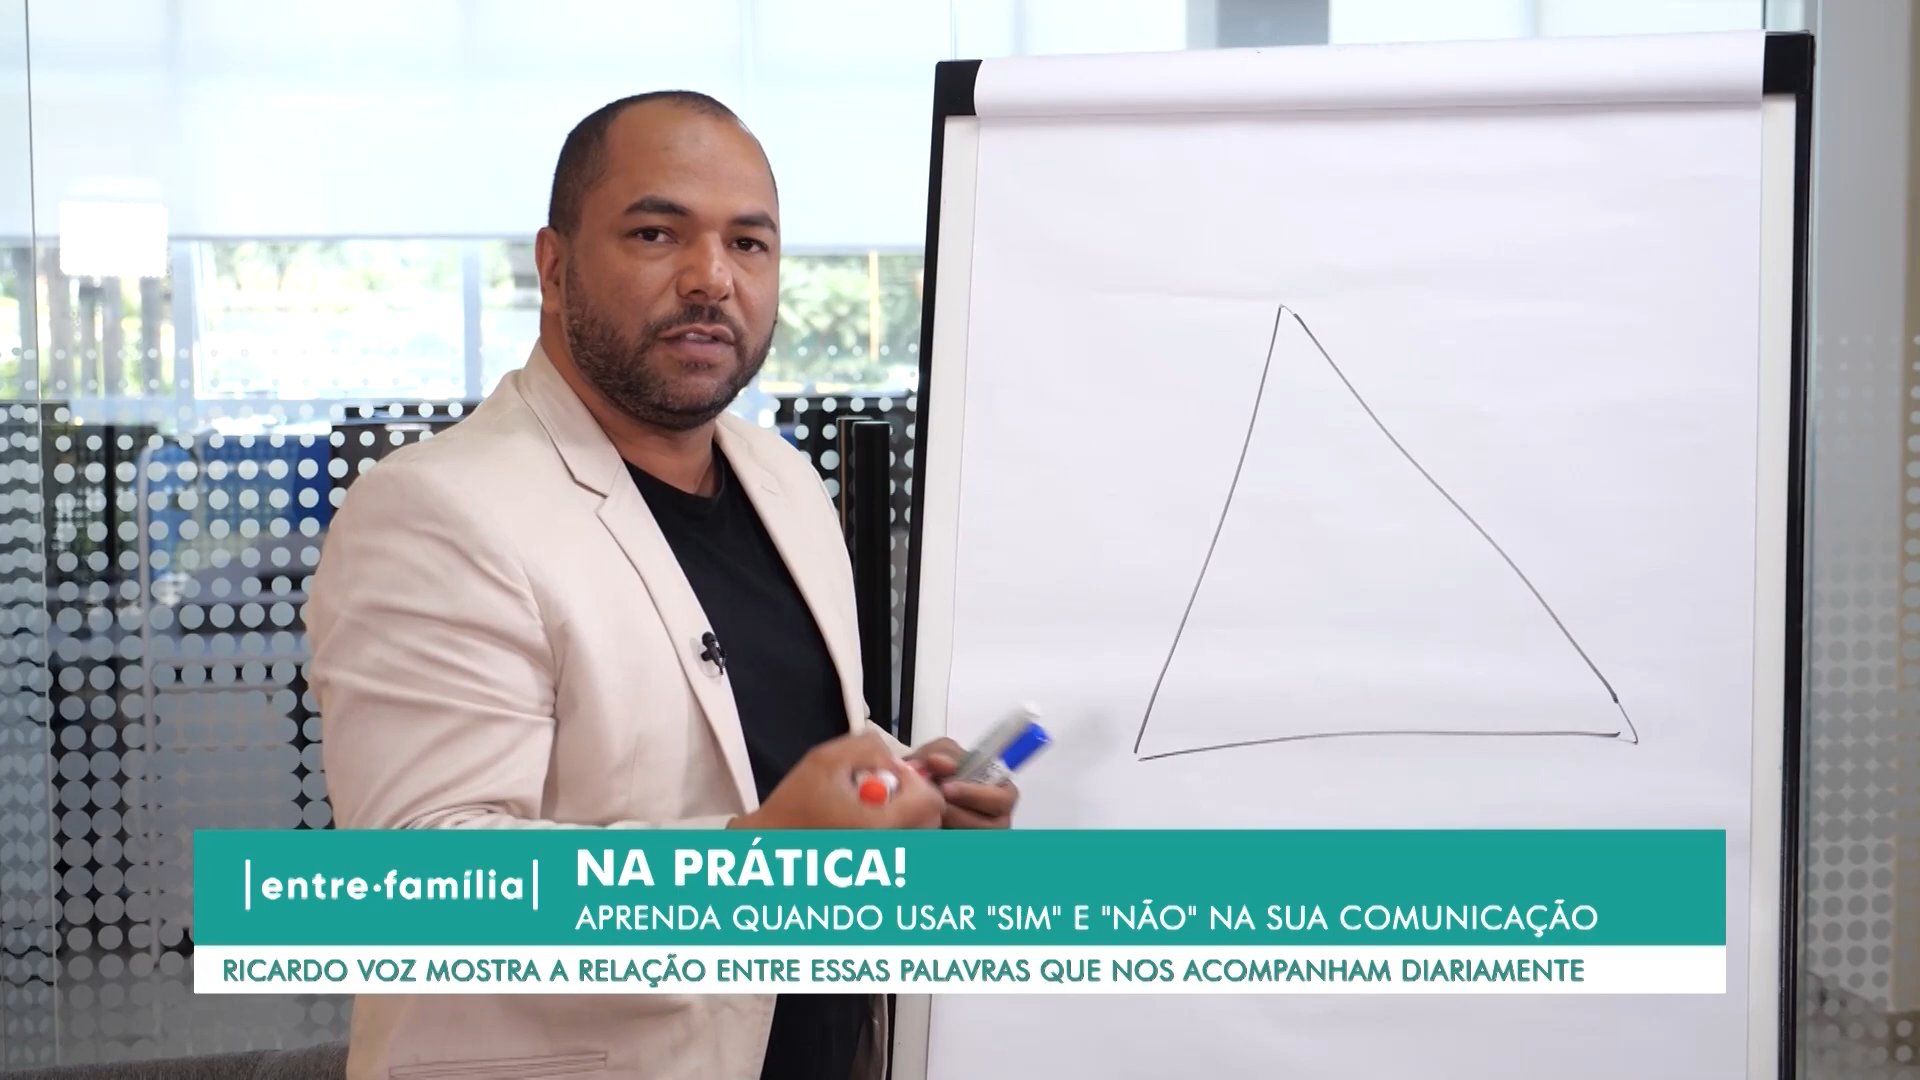 |entre•família|
NA PRÁTICA!
APRENDA QUANDO USAR "SIM" E "NÃO" NA SUA COMUNICAÇÃO
RICARDO VOZ MOSTRA A RELAÇÃO ENTRE ESSAS PALAVRAS QUE NOS ACOMPANHAM DIARIAMENTE